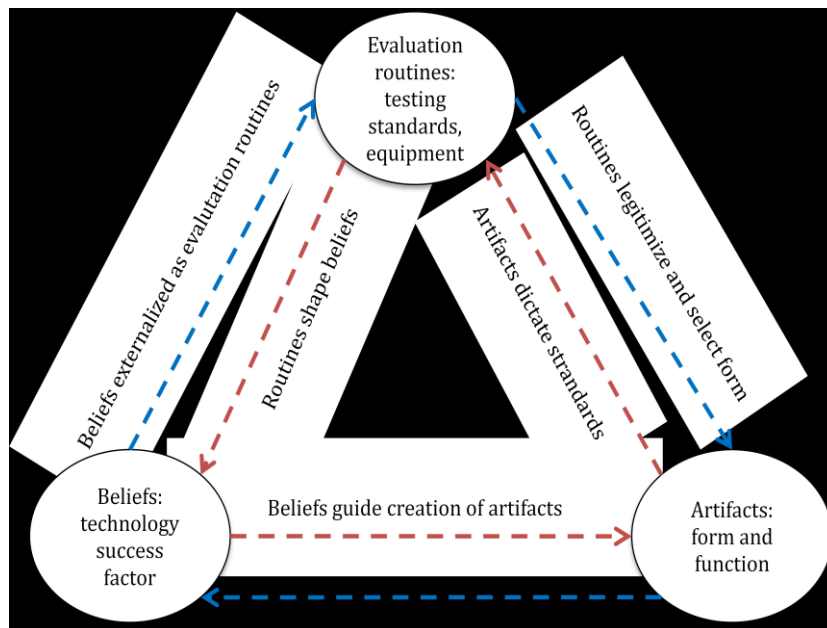 Evaluation
routines:
testing
standards,
equipment
Beliefs externalized as evalutation routines
Routines shape beliefs
Artifacts dictate strandards
Routines legitimize and select form
Beliefs:
technology
success
factor
Beliefs guide creation of artifacts
Artifacts:
form and
function